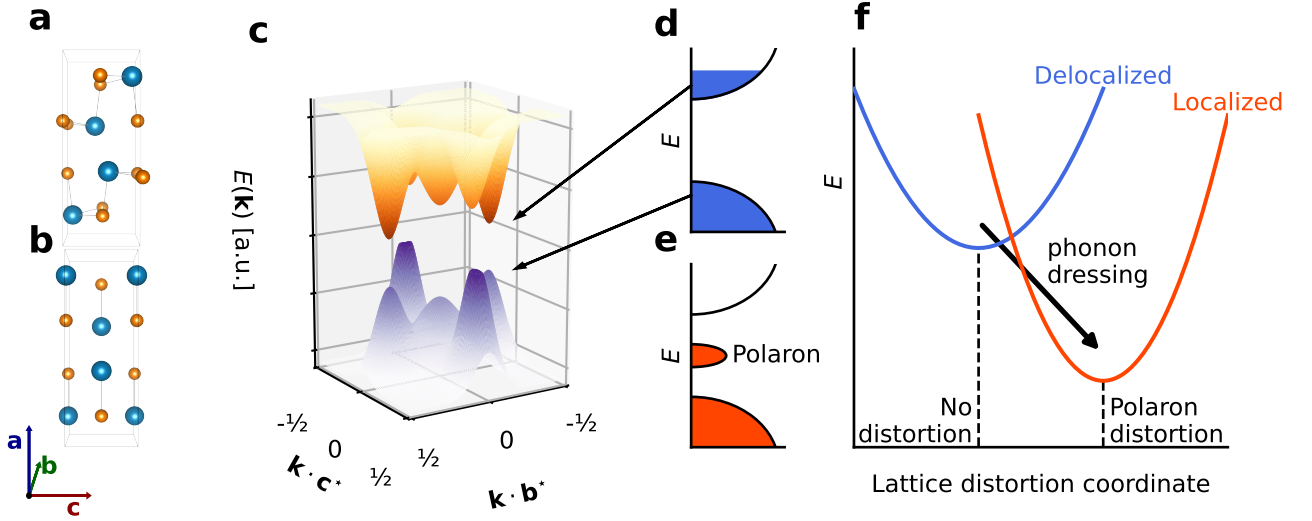 a
b
a
b
c
c
E(k) [a.u.]
-½
0
½
k · c*
½
0
-½
k · b*
d
E
e
E
Polaron
f
E
Delocalized
Localized
phonon
dressing
No
distortion
Polaron
distortion
Lattice distortion coordinate